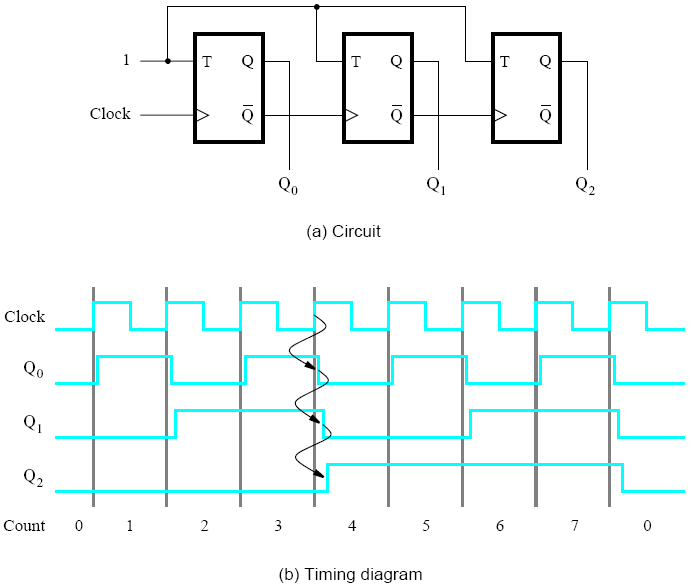 1 T Q T Q T Q
Clock Q̅ Q̅ Q̅
Q₀ Q₁ Q₂
(a) Circuit
Clock
Q₀
Q₁
Q₂
Count 0 1 2 3 4 5 6 7 0
(b) Timing diagram